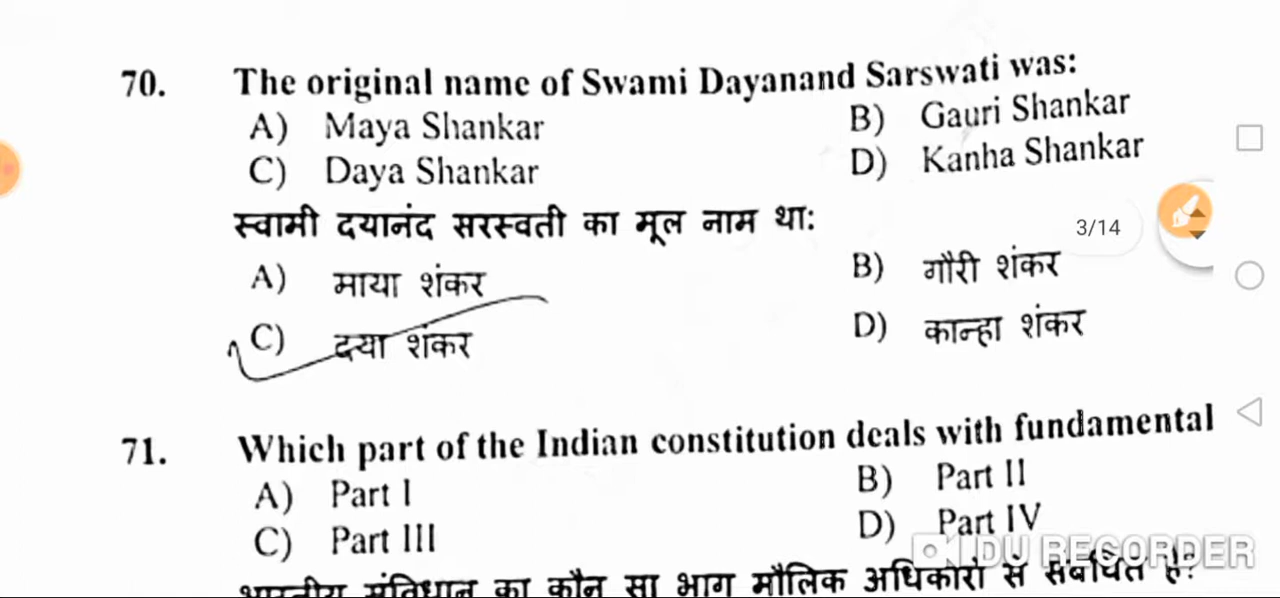 70. The original name of Swami Dayanand Sarswati was:
A) Maya Shankar B) Gauri Shankar
C) Daya Shankar D) Kanha Shankar
स्वामी दयानंद सरस्वती का मूल नाम था:
3/14
A) माया शंकर B) गौरी शंकर
C) दया शंकर D) कान्हा शंकर
71. Which part of the Indian constitution deals with fundamental
A) Part I B) Part II
C) Part III D) Part IV
DU RECORDER
भारतीय संविधान का कौन सा भाग मौलिक अधिकारों से संबंधित है?